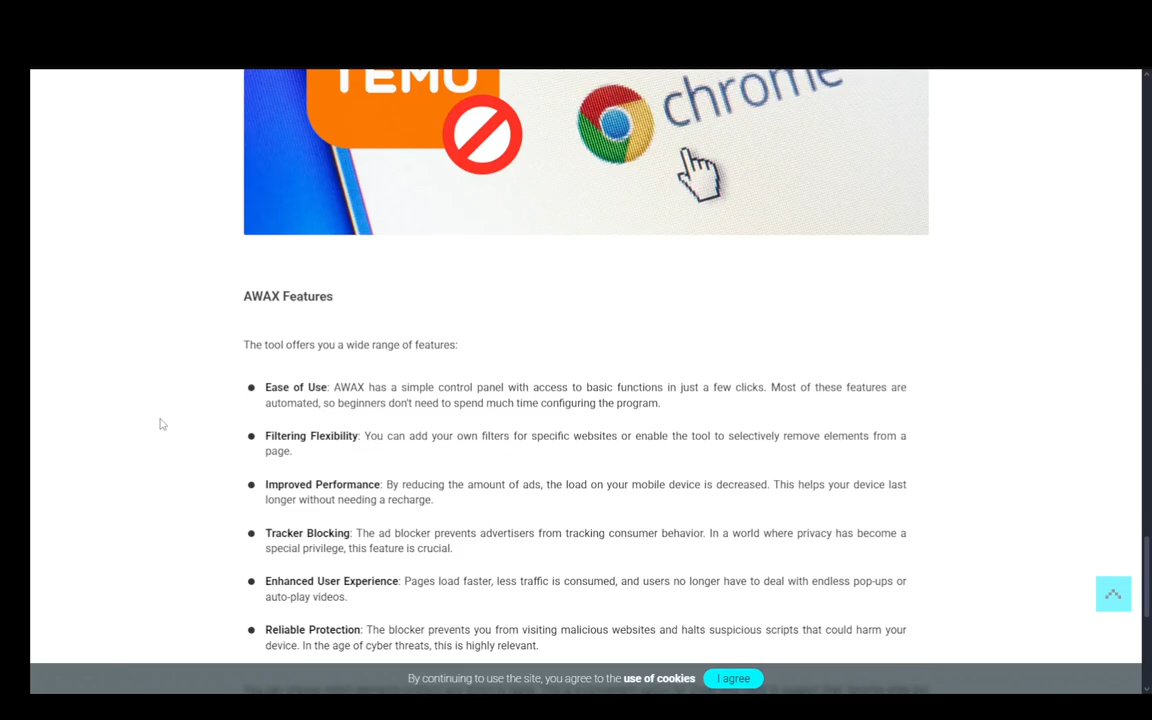 TEMU
chrome
AWAX Features
The tool offers you a wide range of features:
Ease of Use: AWAX has a simple control panel with access to basic functions in just a few clicks. Most of these features are
automated, so beginners don't need to spend much time configuring the program.
Filtering Flexibility: You can add your own filters for specific websites or enable the tool to selectively remove elements from a
page.
Improved Performance: By reducing the amount of ads, the load on your mobile device is decreased. This helps your device last
longer without needing a recharge.
Tracker Blocking: The ad blocker prevents advertisers from tracking consumer behavior. In a world where privacy has become a
special privilege, this feature is crucial.
Enhanced User Experience: Pages load faster, less traffic is consumed, and users no longer have to deal with endless pop-ups or
auto-play videos.
Reliable Protection: The blocker prevents you from visiting malicious websites and halts suspicious scripts that could harm your
device. In the age of cyber threats, this is highly relevant.
By continuing to use the site, you agree to the use of cookies I agree